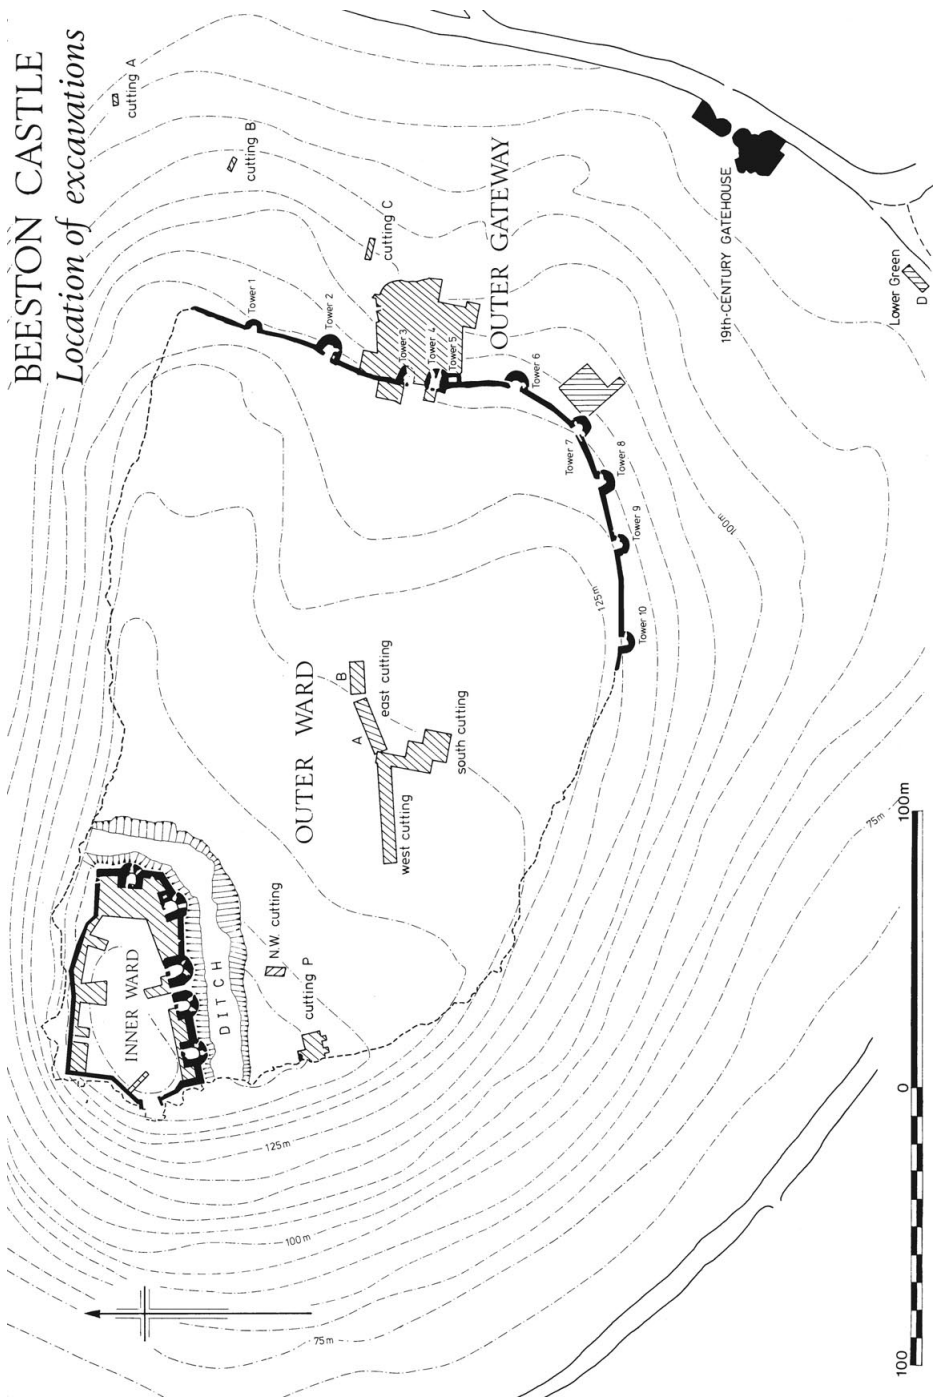 BEESTON CASTLE
Location of excavations
cutting A
cutting B
cutting C
OUTER GATEWAY
19th-CENTURY GATEHOUSE
Lower Green
D
Tower 1
Tower 2
Tower 3
Tower 4
Tower 5
Tower 6
Tower 7
Tower 8
Tower 9
Tower 10
100m
125m
OUTER WARD
A
B
east cutting
south cutting
west cutting
INNER WARD
DITCH
N.W. cutting
cutting P
125m
100m
75m
75m
100
0
100m